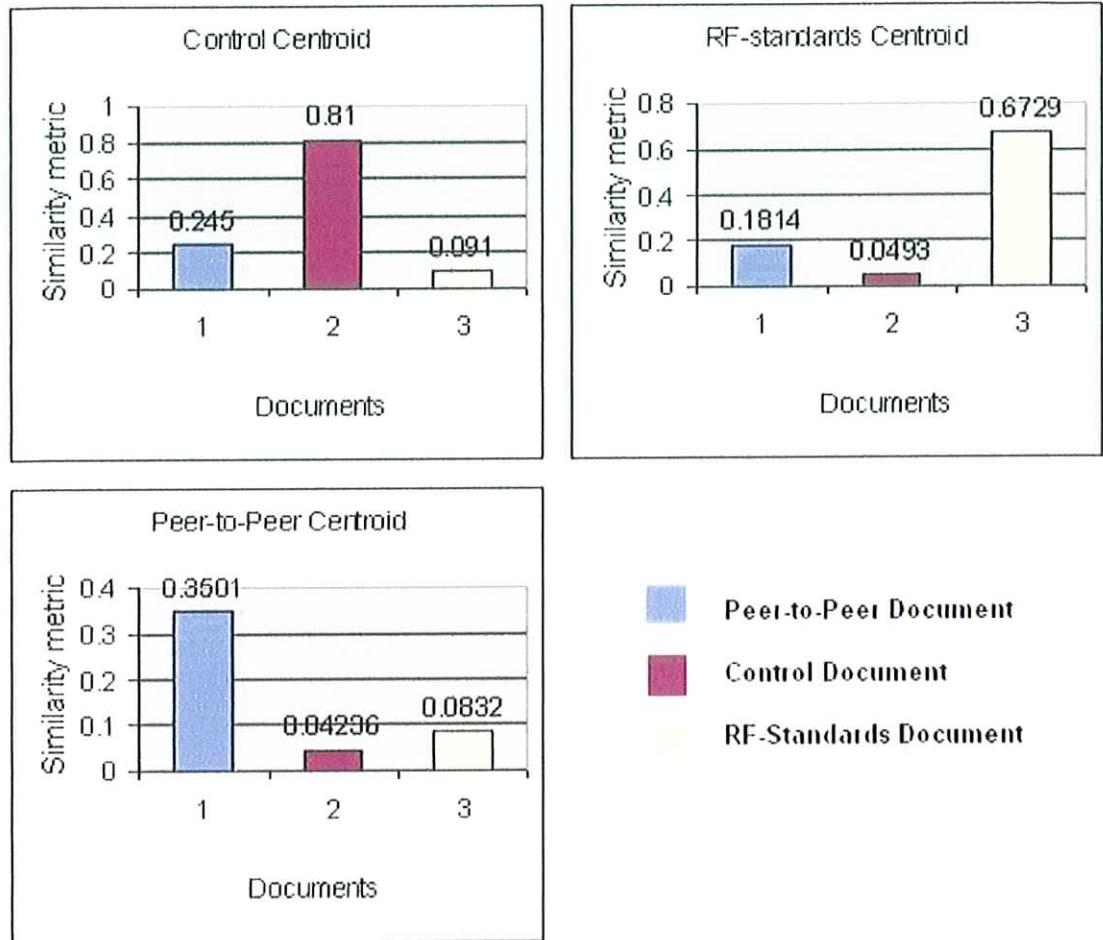 Control Centroid
Similarity metric
1
0.8
0.6
0.4
0.2
0
0.245
0.81
0.091
1 2 3
Documents
RF-standards Centroid
Similarity metric
0.8
0.6
0.4
0.2
0
0.1814
0.0493
0.6729
1 2 3
Documents
Peer-to-Peer Centroid
Similarity metric
0.4
0.3
0.2
0.1
0
0.3501
0.04236
0.0832
1 2 3
Documents
Peer-to-Peer Document
Control Document
RF-Standards Document